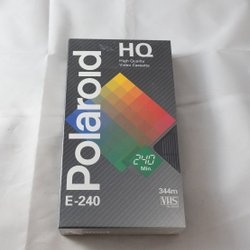 Polaroid
HQ
High Quality
Video Cassette
240
Min.
E-240
344m
VHS